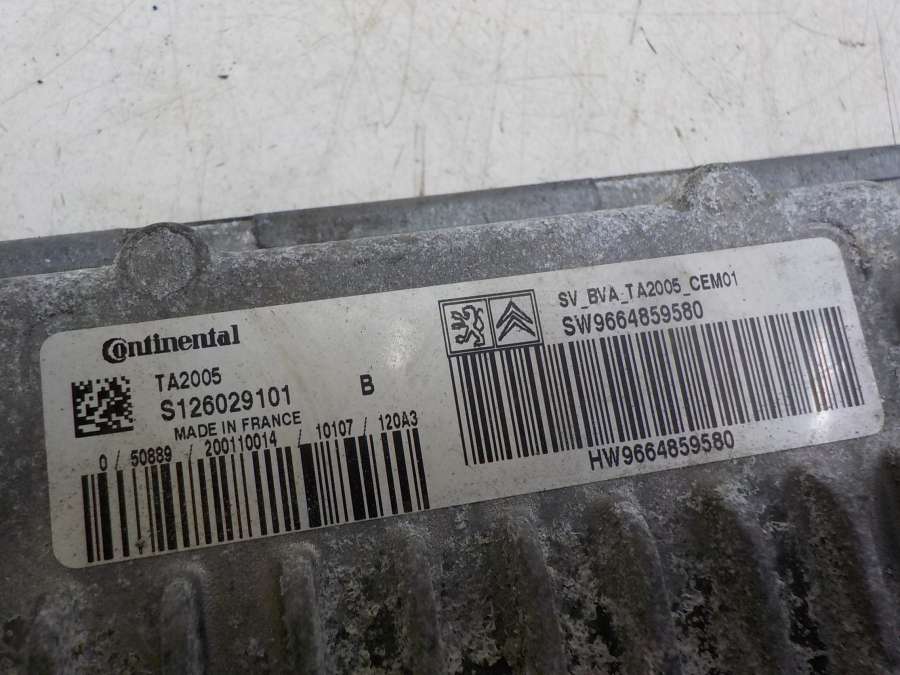 Continental
TA2005
S126029101 B
MADE IN FRANCE
0 / 50889 / 200110014 / 10107 / 120A3
SV_BVA_TA2005_CEM01
SW9664859580
HW9664859580